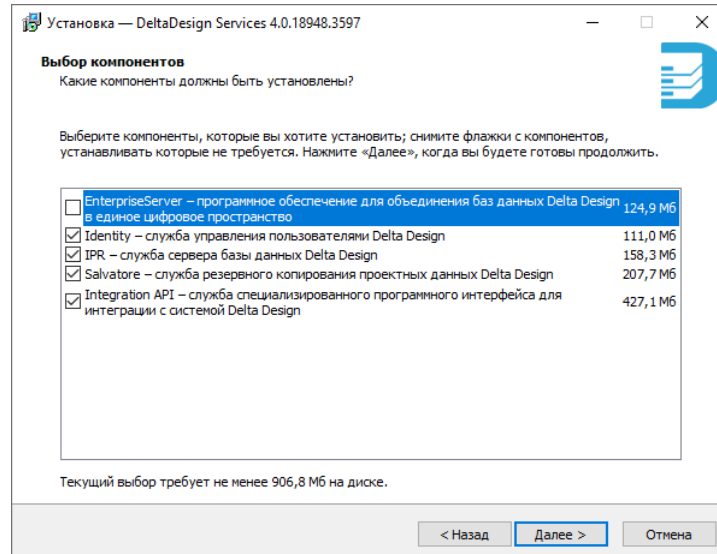 Установка — DeltaDesign Services 4.0.18948.3597
Выбор компонентов
Какие компоненты должны быть установлены?
Выберите компоненты, которые вы хотите установить; снимите флажки с компонентов,
устанавливать которые не требуется. Нажмите «Далее», когда вы будете готовы продолжить.
EnterpriseServer – программное обеспечение для объединения баз данных Delta Design
в единое цифровое пространство 124,9 Мб
Identity – служба управления пользователями Delta Design 111,0 Мб
IPR – служба сервера базы данных Delta Design 158,3 Мб
Salvatore – служба резервного копирования проектных данных Delta Design 207,7 Мб
Integration API – служба специализированного программного интерфейса для
интеграции с системой Delta Design 427,1 Мб
Текущий выбор требует не менее 906,8 Мб на диске.
< Назад Далее > Отмена